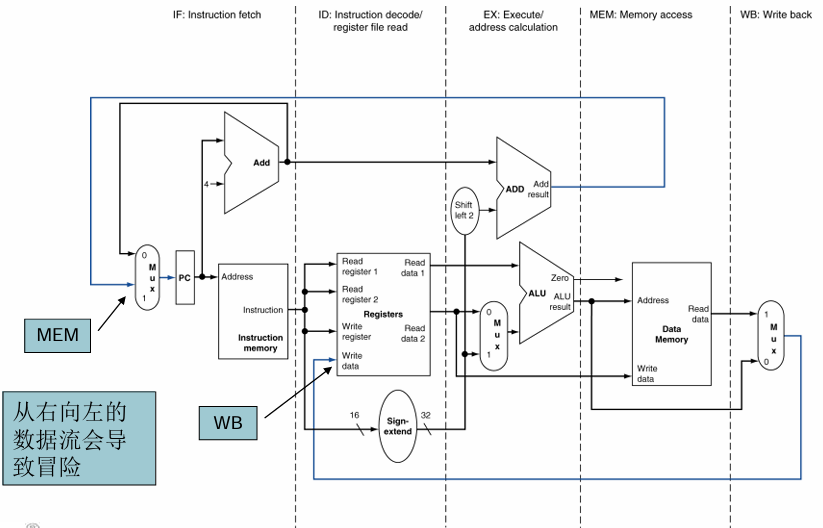 IF: Instruction fetch
ID: Instruction decode/
register file read
EX: Execute/
address calculation
MEM: Memory access
WB: Write back
Add
4
ADD
Add
result
Shift
left 2
0
M
u
x
1
PC
Address
Instruction
Instruction
memory
Read
register 1
Read
register 2
Write
register
Write
data
Registers
Read
data 1
Read
data 2
0
M
u
x
1
Zero
ALU
ALU
result
Address
Read
data
Data
Memory
Write
data
1
M
u
x
0
16
Sign-
extend
32
MEM
WB
从右向左的
数据流会导
致冒险